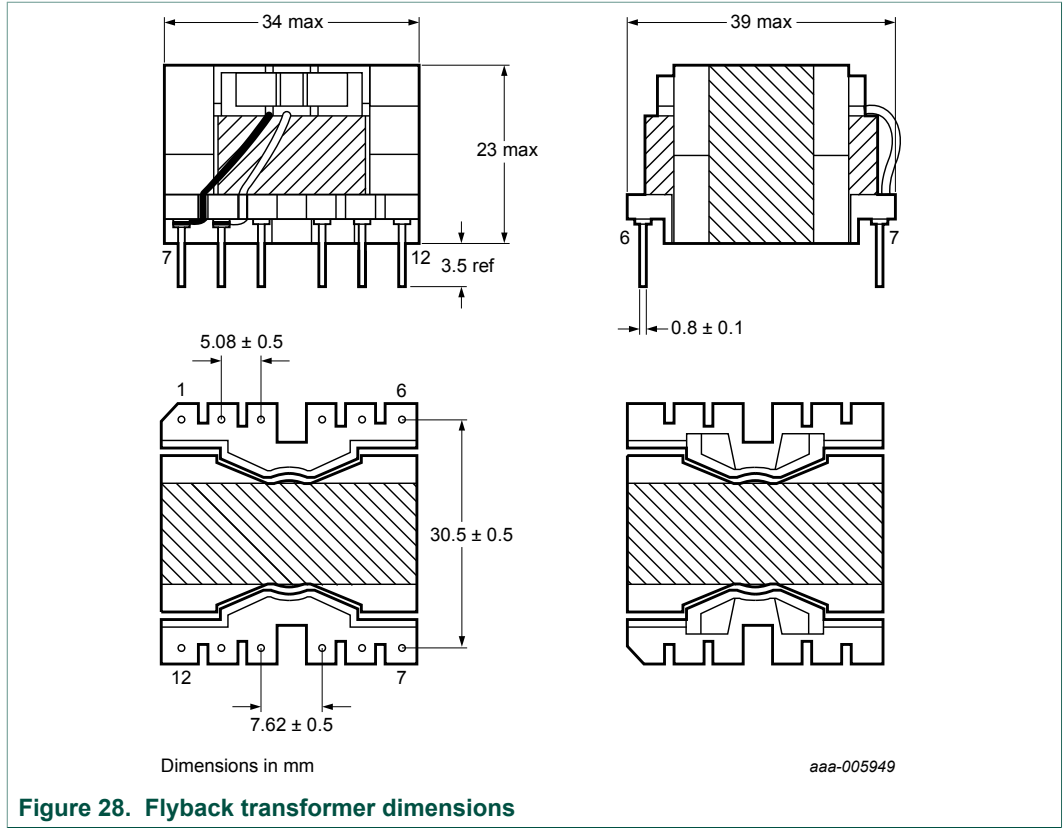 34 max
39 max
23 max
7
12
3.5 ref
6
7
0.8 ± 0.1
5.08 ± 0.5
1
6
30.5 ± 0.5
12
7
7.62 ± 0.5
Dimensions in mm
aaa-005949
Figure 28. Flyback transformer dimensions